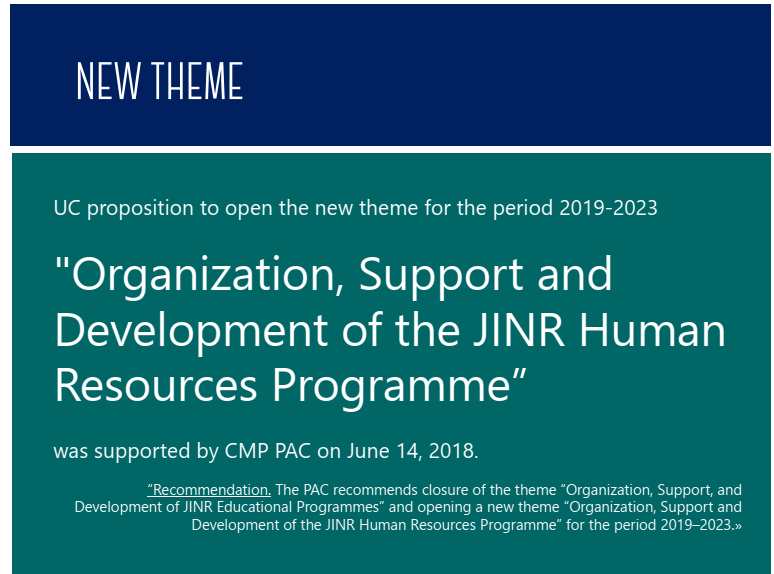 NEW THEME
UC proposition to open the new theme for the period 2019-2023
"Organization, Support and
Development of the JINR Human
Resources Programme”
was supported by CMP PAC on June 14, 2018.
“Recommendation. The PAC recommends closure of the theme “Organization, Support, and
Development of JINR Educational Programmes” and opening a new theme “Organization, Support and
Development of the JINR Human Resources Programme” for the period 2019–2023.»